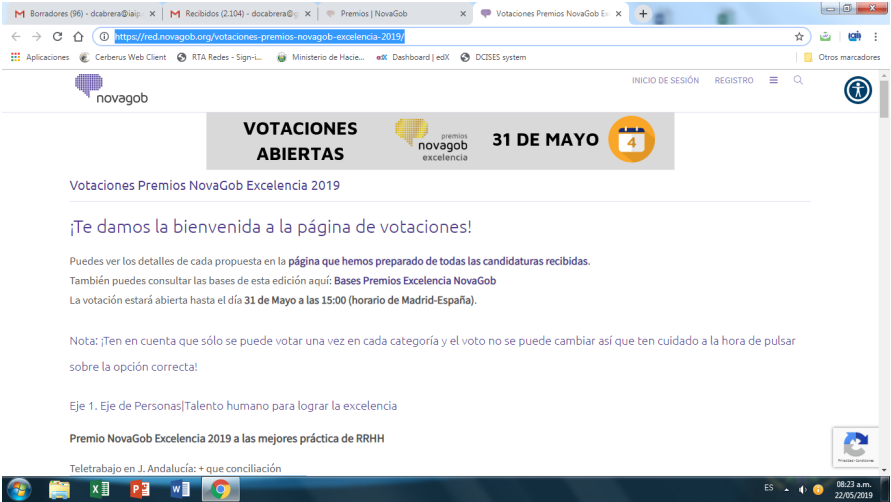 Borradores (96) - dcabrera@iaip.
Recibidos (2.104) - docabrera@g
Premios | NovaGob
Votaciones Premios NovaGob Ex
https://red.novagob.org/votaciones-premios-novagob-excelencia-2019/
Aplicaciones
Cerberus Web Client
RTA Redes - Sign-i...
Ministerio de Hacie...
edX
Dashboard | edX
DCISES system
Otros marcadores
novagob
INICIO DE SESIÓN
REGISTRO
VOTACIONES
ABIERTAS
premios
novagob
excelencia
31 DE MAYO
4
Votaciones Premios NovaGob Excelencia 2019
¡Te damos la bienvenida a la página de votaciones!
Puedes ver los detalles de cada propuesta en la página que hemos preparado de todas las candidaturas recibidas.
También puedes consultar las bases de esta edición aquí: Bases Premios Excelencia NovaGob
La votación estará abierta hasta el día 31 de Mayo a las 15:00 (horario de Madrid-España).
Nota: ¡Ten en cuenta que sólo se puede votar una vez en cada categoría y el voto no se puede cambiar así que ten cuidado a la hora de pulsar
sobre la opción correcta!
Eje 1. Eje de Personas|Talento humano para lograr la excelencia
Premio NovaGob Excelencia 2019 a las mejores práctica de RRHH
Teletrabajo en J. Andalucía: + que conciliación
ES
08:23 a.m.
22/05/2019